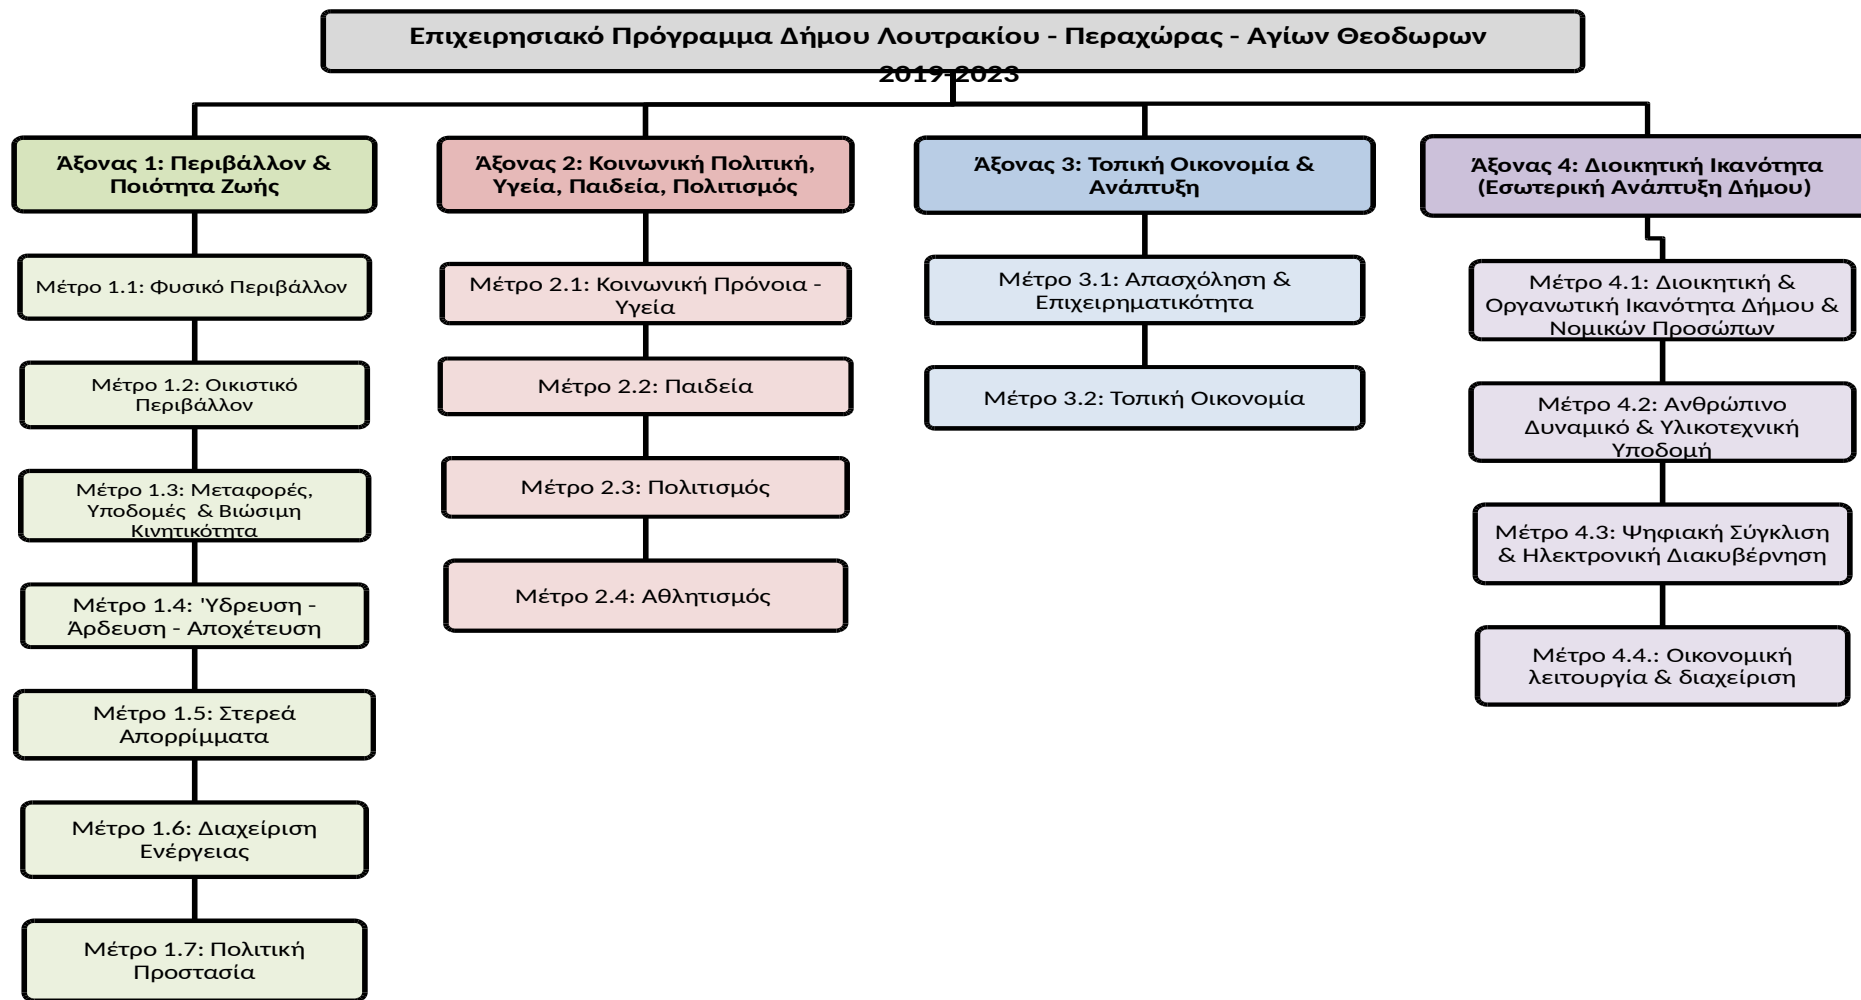 Επιχειρησιακό Πρόγραμμα Δήμου Λουτρακίου - Περαχώρας - Αγίων Θεοδωρων
2019-2023
Άξονας 1: Περιβάλλον &
Ποιότητα Ζωής
Μέτρο 1.1: Φυσικό Περιβάλλον
Μέτρο 1.2: Οικιστικό
Περιβάλλον
Μέτρο 1.3: Μεταφορές,
Υποδομές  & Βιώσιμη
Κινητικότητα
Μέτρο 1.4: 'Υδρευση -
Άρδευση - Αποχέτευση
Μέτρο 1.5: Στερεά
Απορρίμματα
Μέτρο 1.6: Διαχείριση
Ενέργειας
Μέτρο 1.7: Πολιτική
Προστασία
Άξονας 2: Κοινωνική Πολιτική,
Υγεία, Παιδεία, Πολιτισμός
Μέτρο 2.1: Κοινωνική Πρόνοια -
Υγεία
Μέτρο 2.2: Παιδεία
Μέτρο 2.3: Πολιτισμός
Μέτρο 2.4: Αθλητισμός
Άξονας 3: Τοπική Οικονομία &
Ανάπτυξη
Μέτρο 3.1: Απασχόληση &
Επιχειρηματικότητα
Μέτρο 3.2: Τοπική Οικονομία
Άξονας 4: Διοικητική Ικανότητα
(Εσωτερική Ανάπτυξη Δήμου)
Μέτρο 4.1: Διοικητική &
Οργανωτική Ικανότητα Δήμου &
Νομικών Προσώπων
Μέτρο 4.2: Ανθρώπινο
Δυναμικό & Υλικοτεχνική
Υποδομή
Μέτρο 4.3: Ψηφιακή Σύγκλιση
& Ηλεκτρονική Διακυβέρνηση
Μέτρο 4.4.: Οικονομική
λειτουργία & διαχείριση